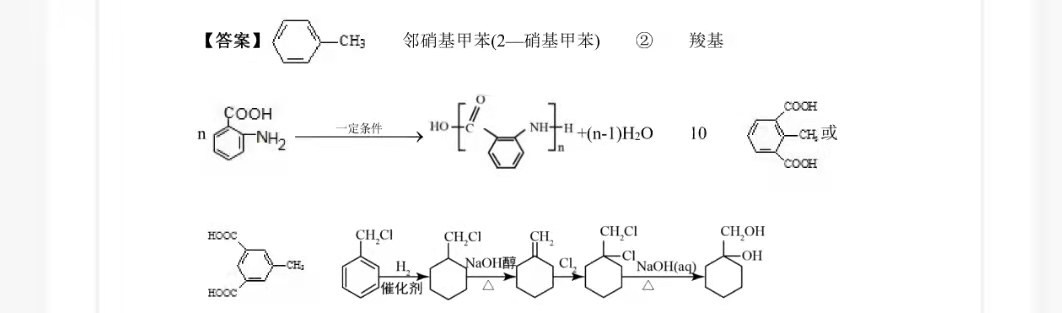 【答案】 CH3 邻硝基甲苯(2—硝基甲苯) ② 羧基
n COOH NH2 一定条件 HO C O NH H n +(n-1)H2O 10 COOH CH3 COOH 或
HOOC CH3 HOOC CH2Cl H2 催化剂 CH2Cl NaOH醇 △ CH2 Cl2 CH2Cl Cl NaOH(aq) △ CH2OH OH